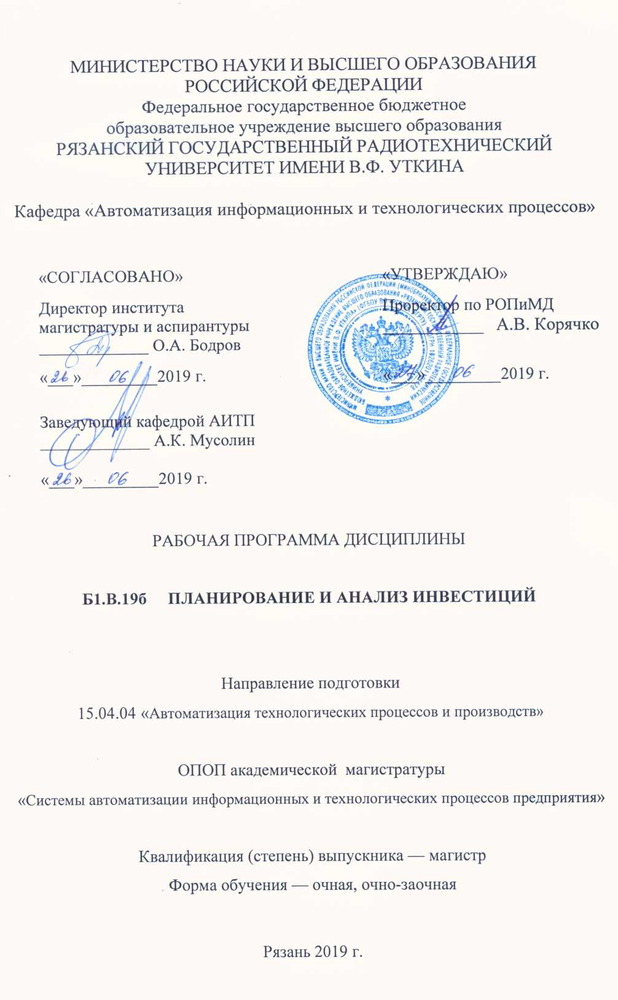 МИНИСТЕРСТВО НАУКИ И ВЫСШЕГО ОБРАЗОВАНИЯ
РОССИЙСКОЙ ФЕДЕРАЦИИ
Федеральное государственное бюджетное
образовательное учреждение высшего образования
РЯЗАНСКИЙ ГОСУДАРСТВЕННЫЙ РАДИОТЕХНИЧЕСКИЙ
УНИВЕРСИТЕТ ИМЕНИ В.Ф. УТКИНА
Кафедра «Автоматизация информационных и технологических процессов»
«СОГЛАСОВАНО»
Директор института
магистратуры и аспирантуры
_____________ О.А. Бодров
«26» 06 2019 г.
Заведующий кафедрой АИТП
_____________ А.К. Мусолин
«26» 06 2019 г.
«УТВЕРЖДАЮ»
Проректор по РОПиМД
____________ А.В. Корячко
«27» 06 2019 г.
РАБОЧАЯ ПРОГРАММА ДИСЦИПЛИНЫ
Б1.В.19б ПЛАНИРОВАНИЕ И АНАЛИЗ ИНВЕСТИЦИЙ
Направление подготовки
15.04.04 «Автоматизация технологических процессов и производств»
ОПОП академической магистратуры
«Системы автоматизации информационных и технологических процессов предприятия»
Квалификация (степень) выпускника — магистр
Форма обучения — очная, очно-заочная
Рязань 2019 г.